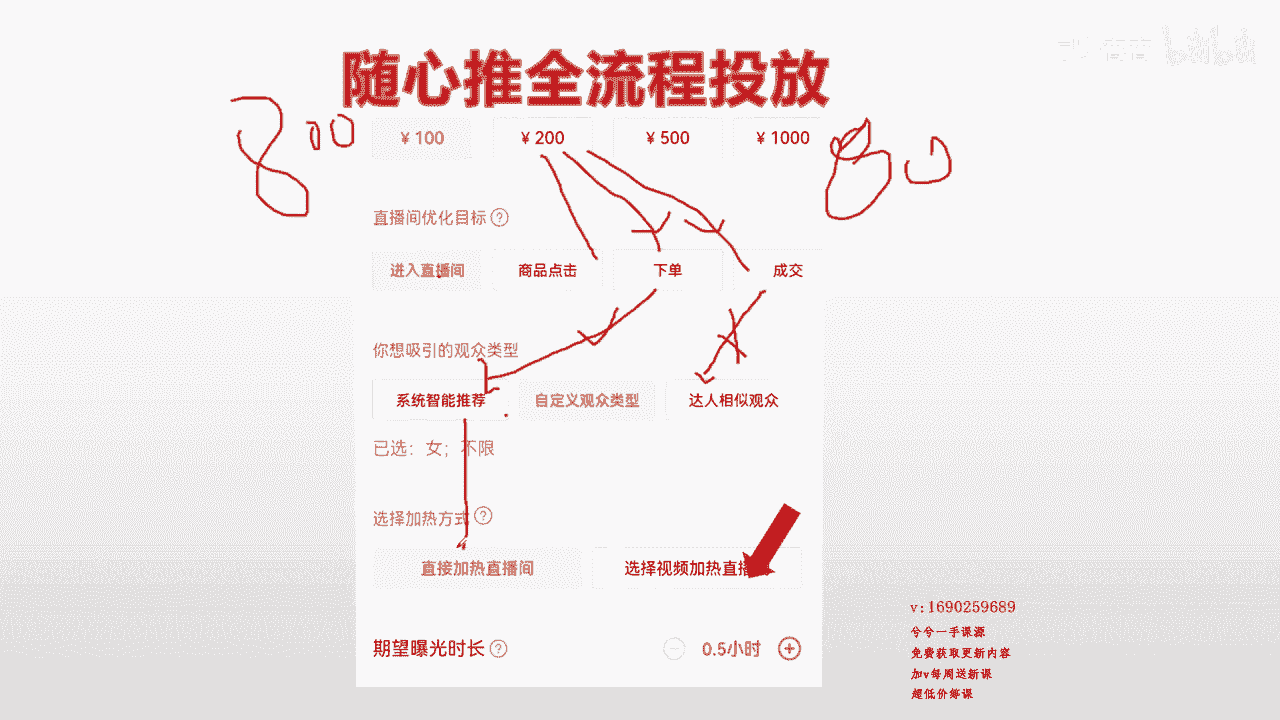 随心推全流程投放
800
¥ 100 ¥ 200 ¥ 500 ¥ 1000
直播间优化目标 ?
进入直播间 商品点击 下单 成交
你想吸引的观众类型
系统智能推荐 自定义观众类型 达人相似观众
已选：女；不限
选择加热方式 ?
直接加热直播间 选择视频加热直播
期望曝光时长 ? 0.5小时
v:1690259689
兮兮一手课源
免费获取更新内容
加v每周送新课
超低价筹课
bilibili